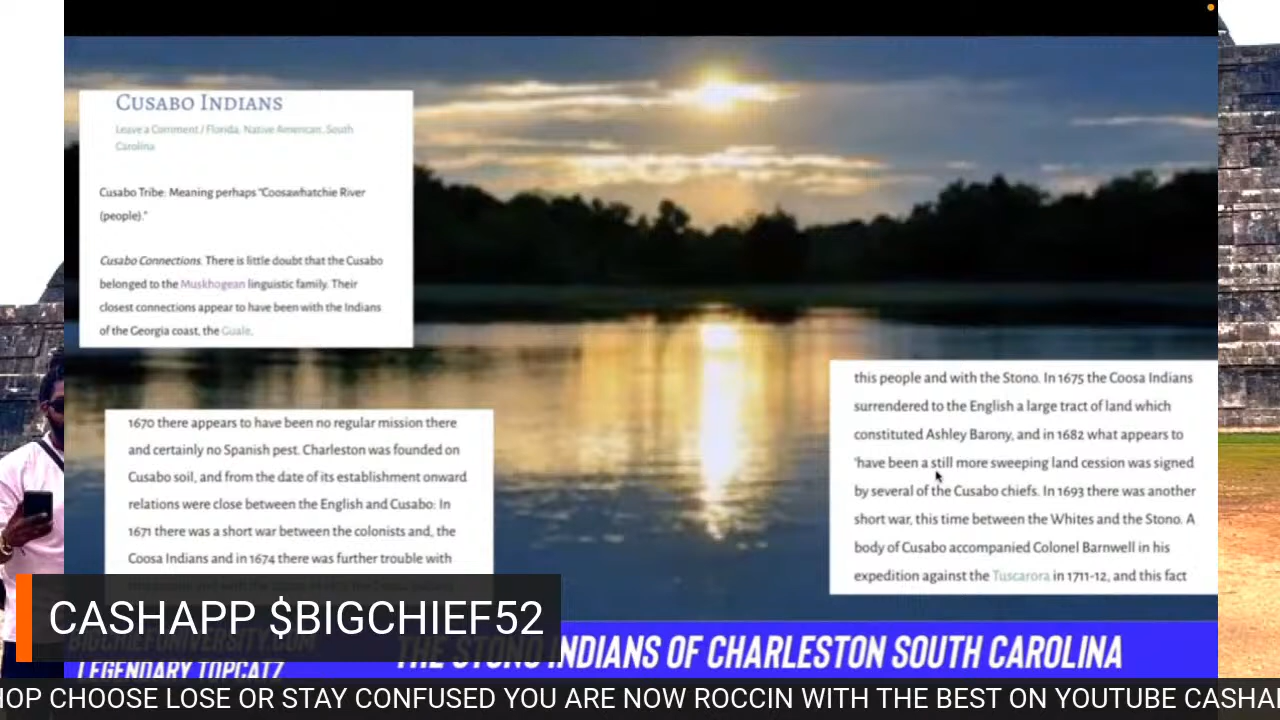 CUSABO INDIANS
Leave a Comment / Florida, Native American, South
Carolina
Cusabo Tribe: Meaning perhaps "Coosawhatchie River
(people)."
Cusabo Connections. There is little doubt that the Cusabo
belonged to the Muskhogean linguistic family. Their
closest connections appear to have been with the Indians
of the Georgia coast, the Guale.
1670 there appears to have been no regular mission there
and certainly no Spanish pest. Charleston was founded on
Cusabo soil, and from the date of its establishment onward
relations were close between the English and Cusabo: In
1671 there was a short war between the colonists and, the
Coosa Indians and in 1674 there was further trouble with
this people and with the Stono. In 1675 the Coosa Indians
surrendered to the English a large tract of land which
constituted Ashley Barony, and in 1682 what appears to
'have been a still more sweeping land cession was signed
by several of the Cusabo chiefs. In 1693 there was another
short war, this time between the Whites and the Stono. A
body of Cusabo accompanied Colonel Barnwell in his
expedition against the Tuscarora in 1711-12, and this fact
CASHAPP $BIGCHIEF52
BIGCHIEFUNIVERSITY.COM
LEGENDARY TOPCATZ
THE STONO INDIANS OF CHARLESTON SOUTH CAROLINA
HOP CHOOSE LOSE OR STAY CONFUSED YOU ARE NOW ROCCIN WITH THE BEST ON YOUTUBE CASHA